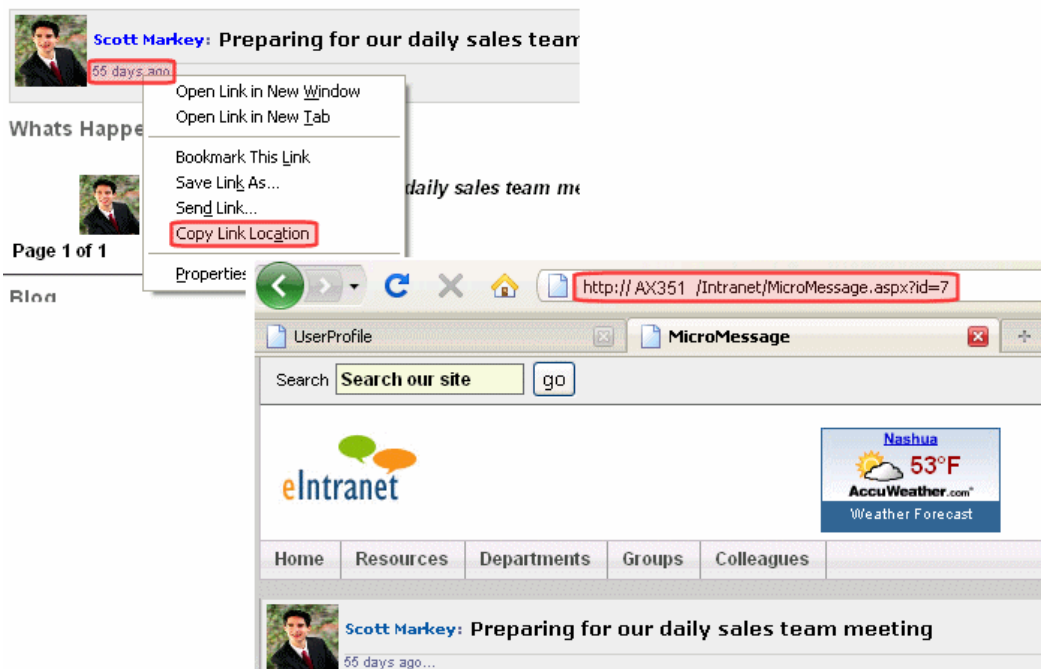 Scott Markey: Preparing for our daily sales team
55 days ago
Open Link in New Window
Open Link in New Tab
Whats Happe
Bookmark This Link
Save Link As...
daily sales team me
Send Link...
Copy Link Location
Page 1 of 1
Properties
Blog
http:// AX351 /Intranet/MicroMessage.aspx?id=7
UserProfile
MicroMessage
Search Search our site go
eIntranet
Nashua
53°F
AccuWeather.com
Weather Forecast
Home Resources Departments Groups Colleagues
Scott Markey: Preparing for our daily sales team meeting
55 days ago...